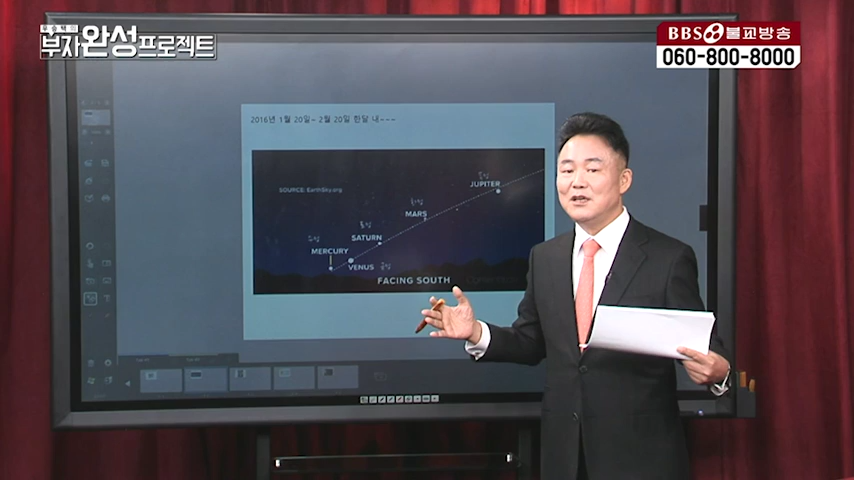 부자완성프로젝트
BBS 불교방송
060-800-8000
2016년 1월 20일~ 2월 20일 한달 내~~~
SOURCE: EarthSky.org
JUPITER
MARS
SATURN
MERCURY
VENUS
FACING SOUTH